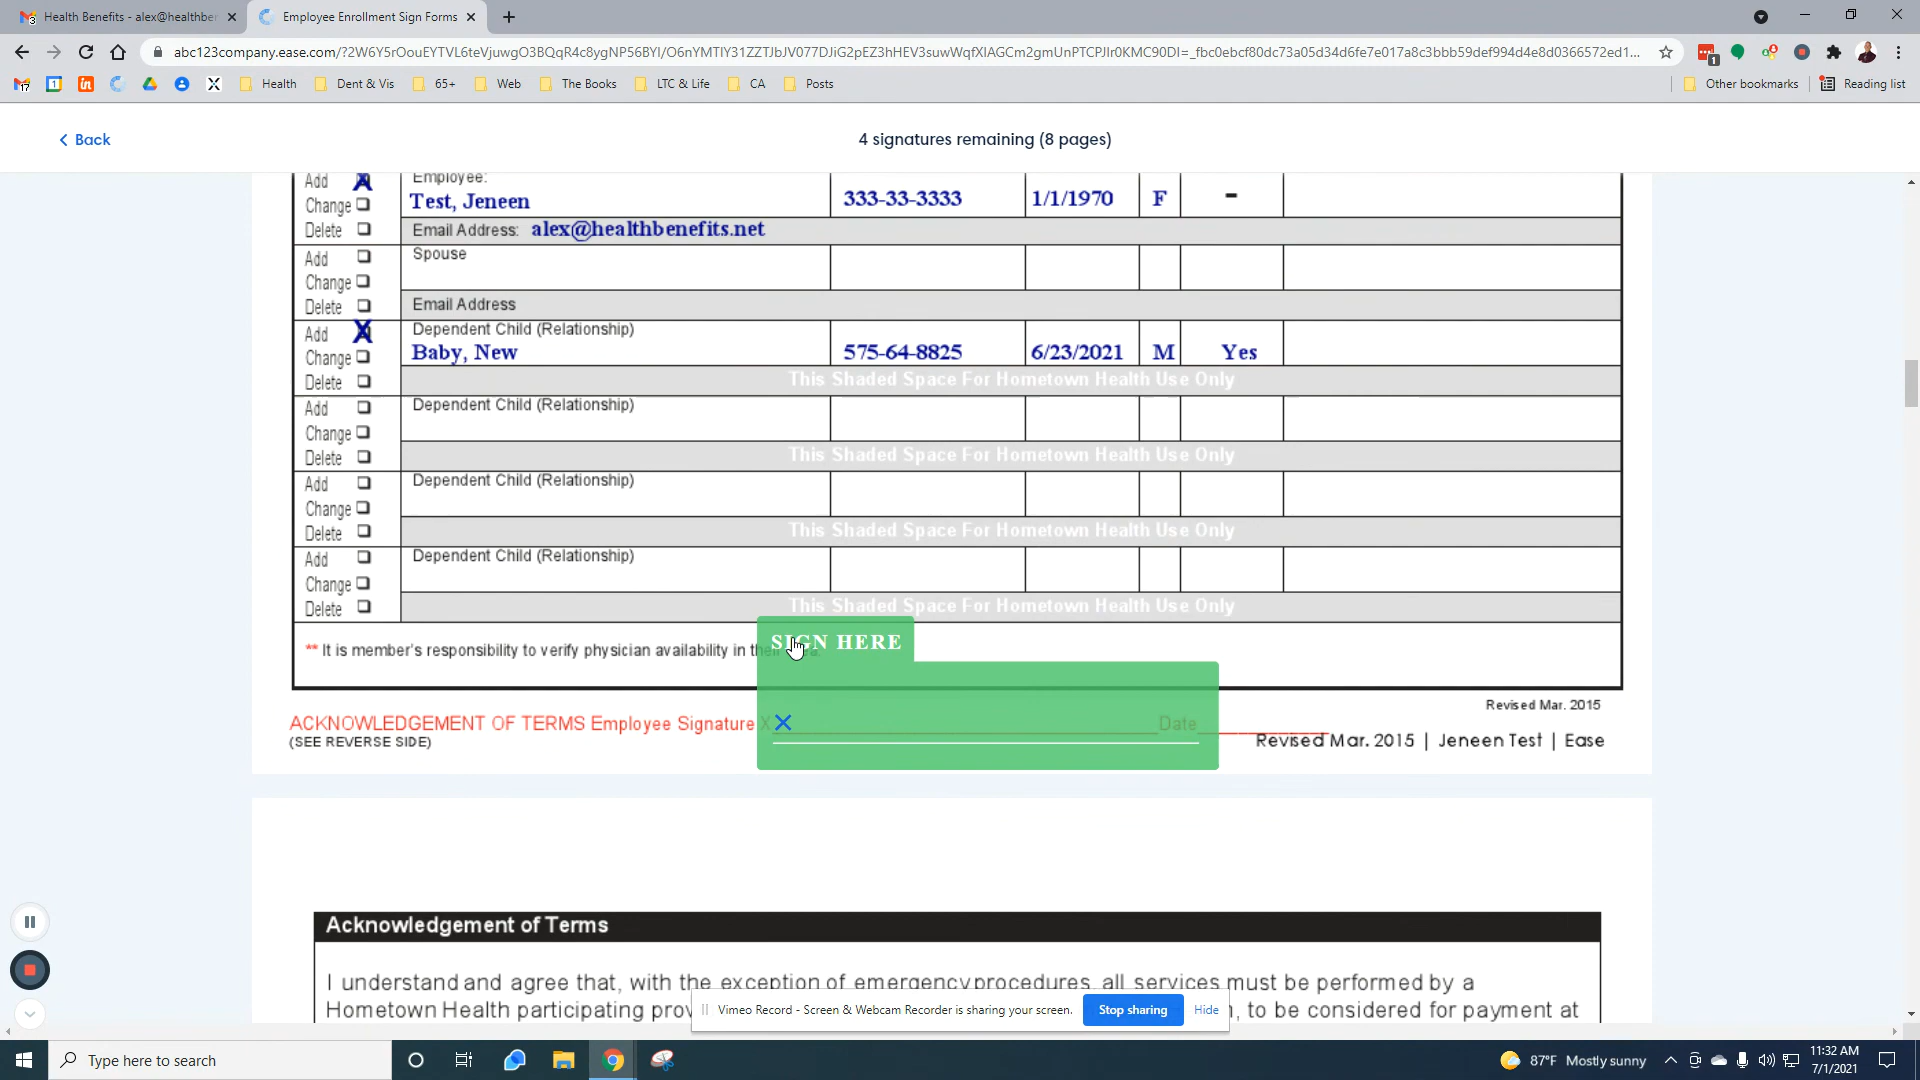 Health Benefits - alex@healthber
Employee Enrollment Sign Forms
abc123company.ease.com/?2W6Y5rOouEYTVL6teVjuwgO3BQqR4c8ygNP56BYI/O6nYMTlY31ZZTJbJV077DJiG2pEZ3hHEV3suwWqfXIAGCm2gmUnPTCPJIr0KMC90DI=_fbc0ebcf80dc73a05d34d6fe7e017a8c3bbb59def994d4e8d0366572ed1...
Health Dent & Vis 65+ Web The Books LTC & Life CA Posts Other bookmarks Reading list
Back
4 signatures remaining (8 pages)
Add X Employee:
Test, Jeneen 333-33-3333 1/1/1970 F -
Change
Delete Email Address: alex@healthbenefits.net
Add Spouse
Change
Delete Email Address
Add X Dependent Child (Relationship)
Change Baby, New 575-64-8825 6/23/2021 M Yes
Delete This Shaded Space For Hometown Health Use Only
Add Dependent Child (Relationship)
Change
Delete This Shaded Space For Hometown Health Use Only
Add Dependent Child (Relationship)
Change
Delete This Shaded Space For Hometown Health Use Only
Add Dependent Child (Relationship)
Change
Delete This Shaded Space For Hometown Health Use Only
SIGN HERE
** It is member's responsibility to verify physician availability in their area.
Revised Mar. 2015
ACKNOWLEDGEMENT OF TERMS Employee Signature X Date
(SEE REVERSE SIDE)
Revised Mar. 2015 | Jeneen Test | Ease
Acknowledgement of Terms
I understand and agree that, with the exception of emergency procedures, all services must be performed by a
Hometown Health participating , to be considered for payment at
Vimeo Record - Screen & Webcam Recorder is sharing your screen. Stop sharing Hide
Type here to search
87°F Mostly sunny
11:32 AM
7/1/2021